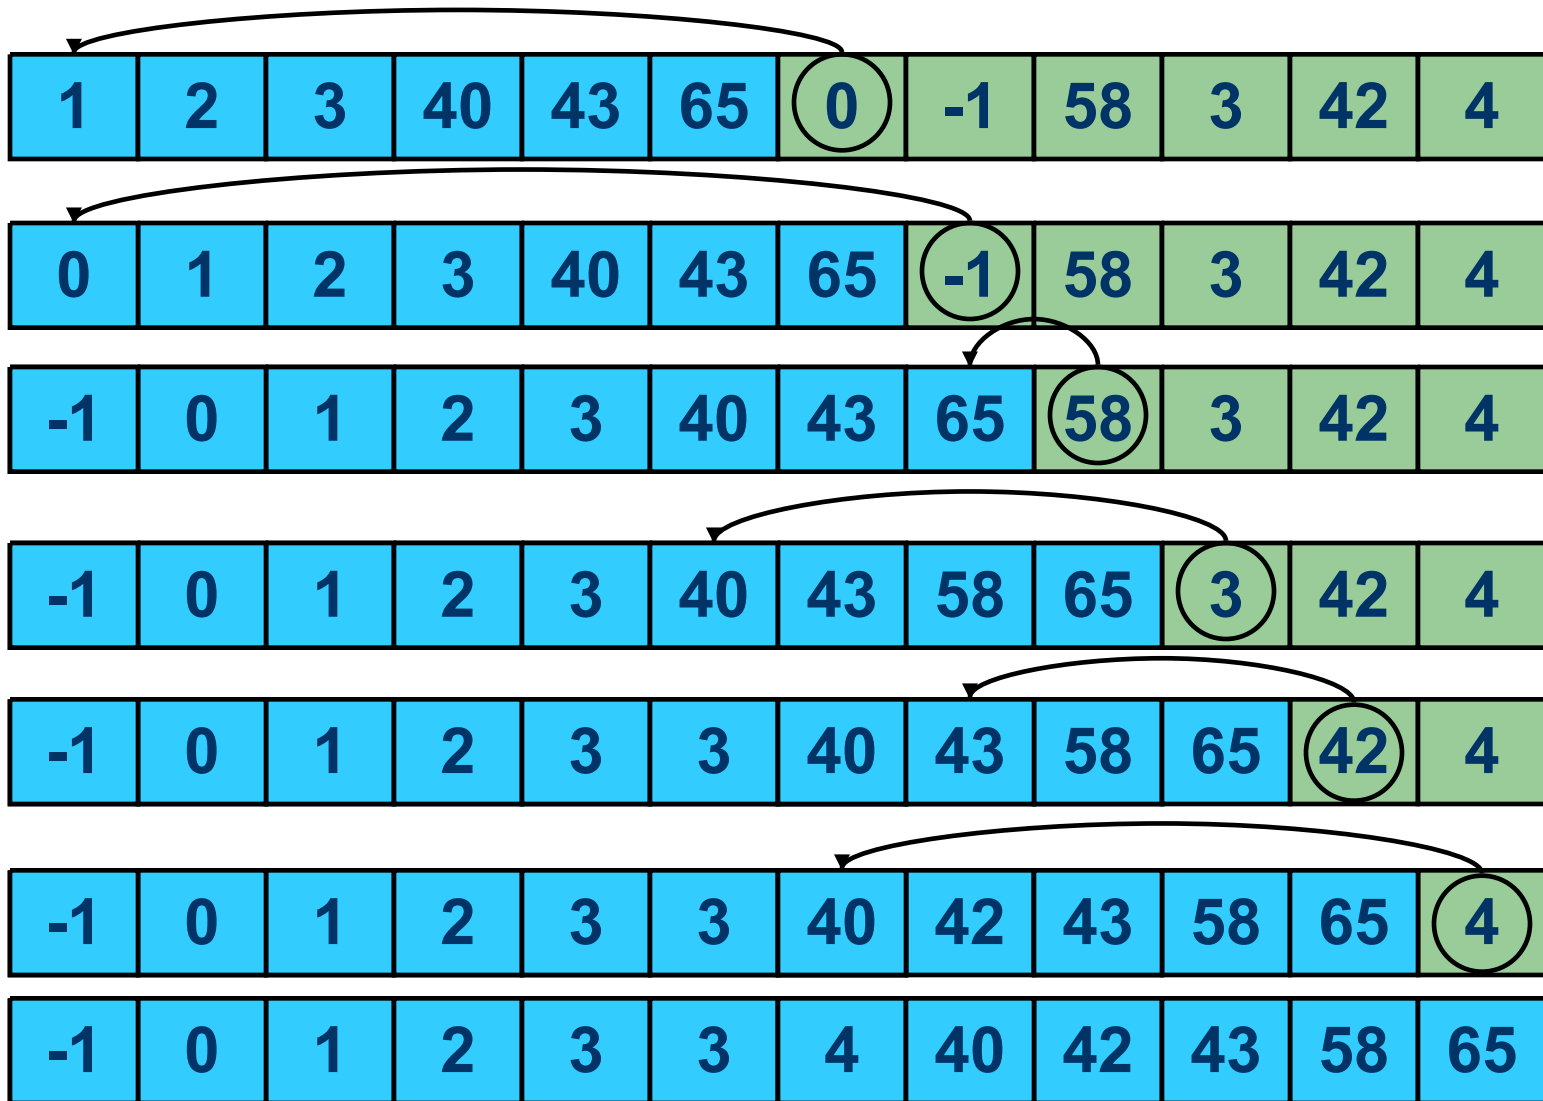 1 2 3 40 43 65 0 -1 58 3 42 4
0 1 2 3 40 43 65 -1 58 3 42 4
-1 0 1 2 3 40 43 65 58 3 42 4
-1 0 1 2 3 40 43 58 65 3 42 4
-1 0 1 2 3 3 40 43 58 65 42 4
-1 0 1 2 3 3 40 42 43 58 65 4
-1 0 1 2 3 3 4 40 42 43 58 65